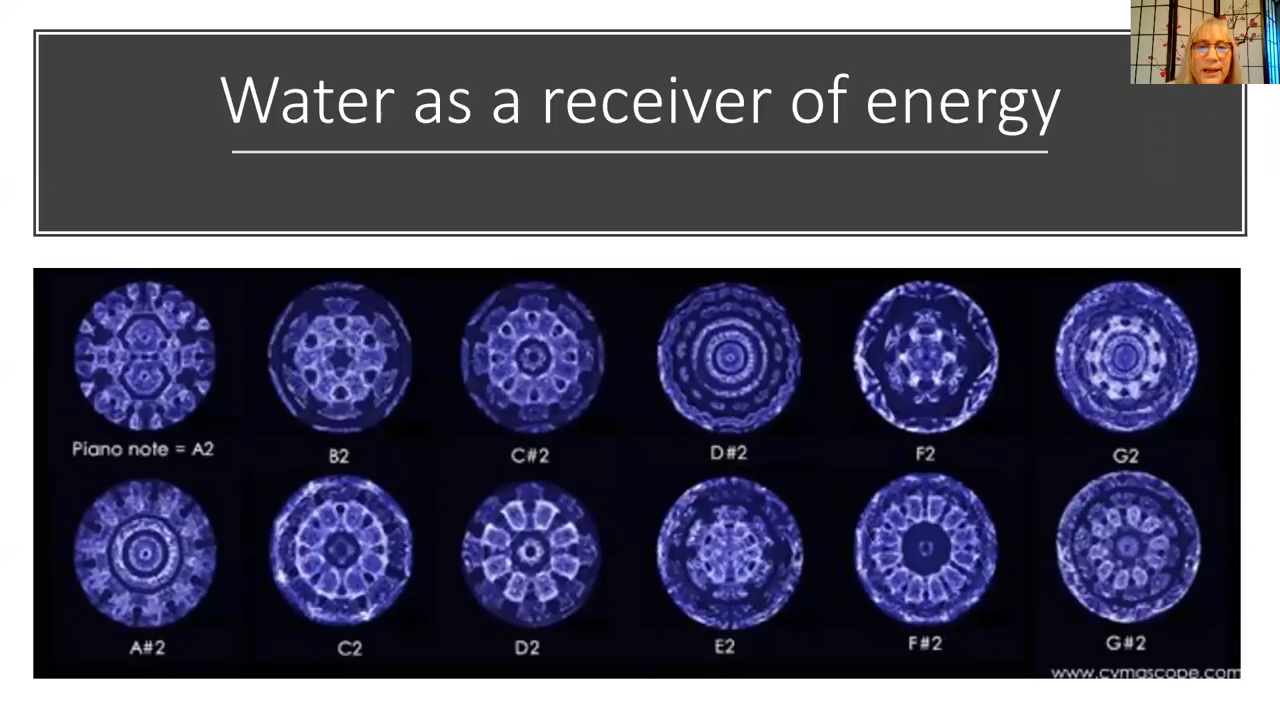 Water as a receiver of energy
Piano note = A2
B2
C#2
D#2
F2
G2
A#2
C2
D2
E2
F#2
G#2
www.cymascope.com